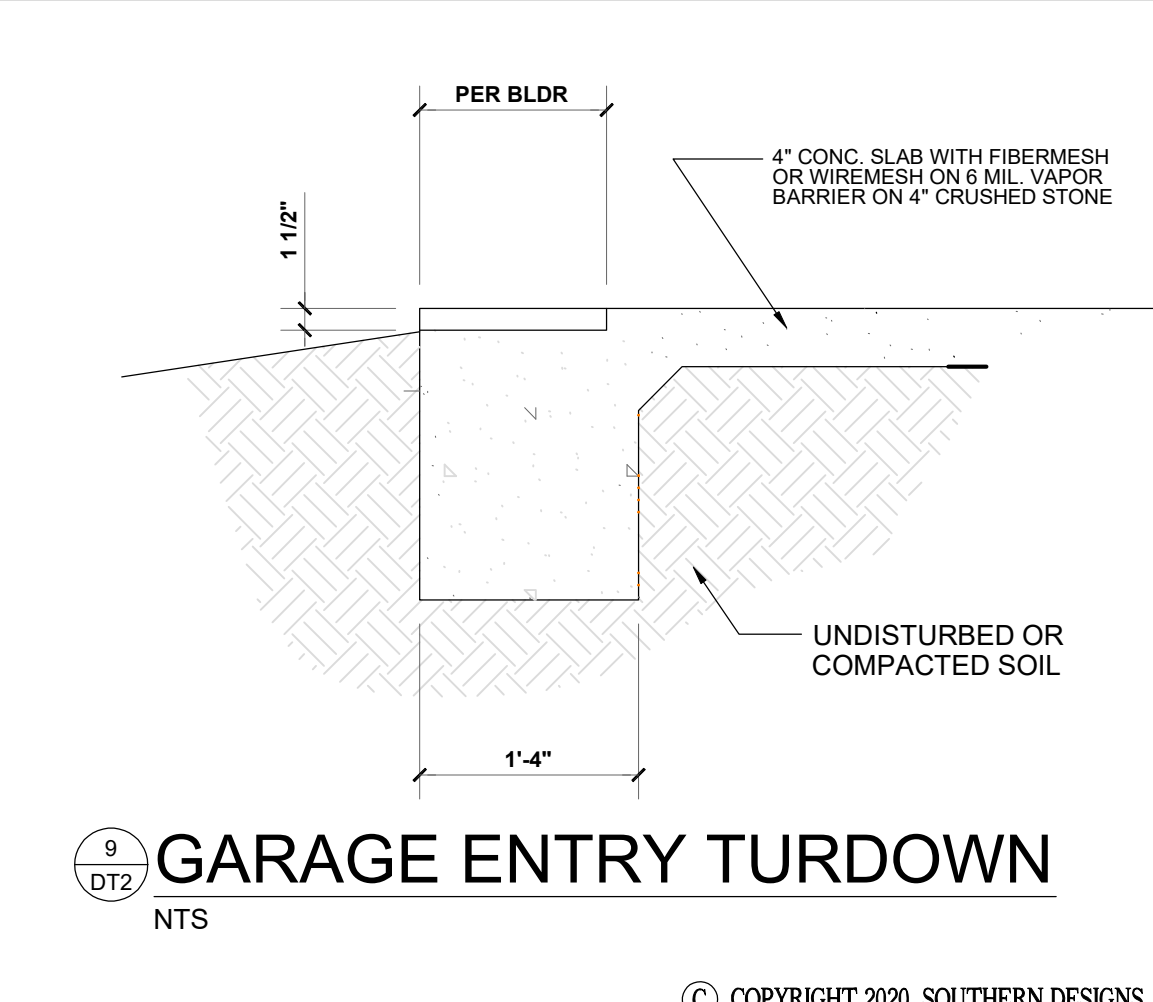 PER BLDR
4" CONC. SLAB WITH FIBERMESH
OR WIREMESH ON 6 MIL. VAPOR
BARRIER ON 4" CRUSHED STONE
1 1/2"
UNDISTURBED OR
COMPACTED SOIL
1'-4"
9
DT2
GARAGE ENTRY TURDOWN
NTS
© COPYRIGHT 2020 SOUTHERN DESIGNS